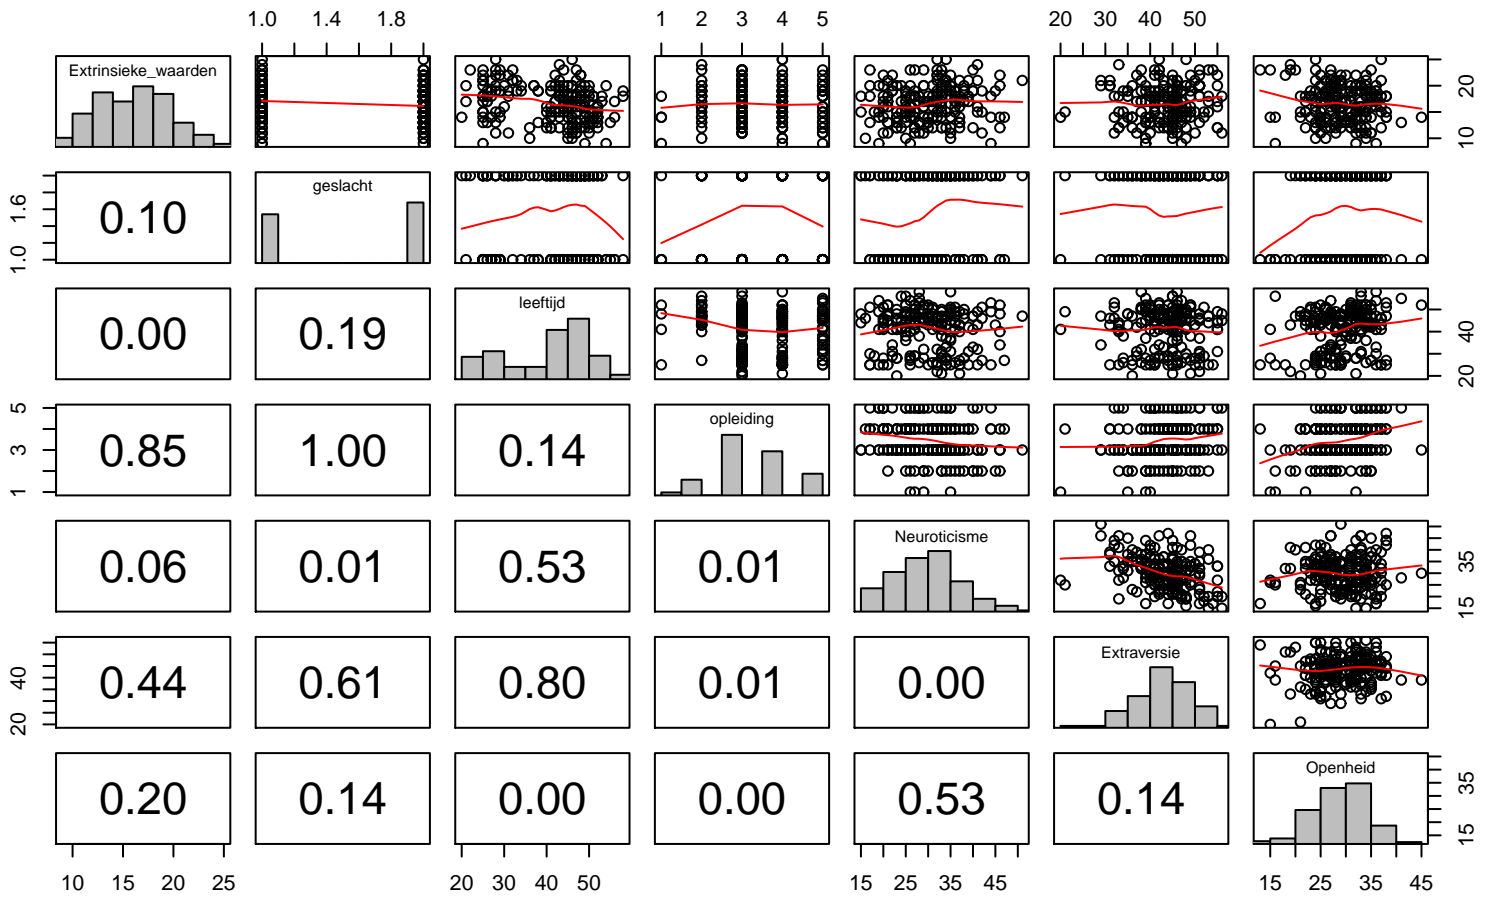 1.0 1.4 1.8 1 2 3 4 5 20 30 40 50
Extrinsieke_waarden 10 20
1.0 1.6 0.10 geslacht
0.00 0.19 leeftijd 20 40
1 3 5 0.85 1.00 0.14 opleiding
0.06 0.01 0.53 0.01 Neuroticisme 15 35
20 40 0.44 0.61 0.80 0.01 0.00 Extraversie
0.20 0.14 0.00 0.00 0.53 0.14 Openheid 15 35
10 15 20 25 20 30 40 50 15 25 35 45 15 25 35 45